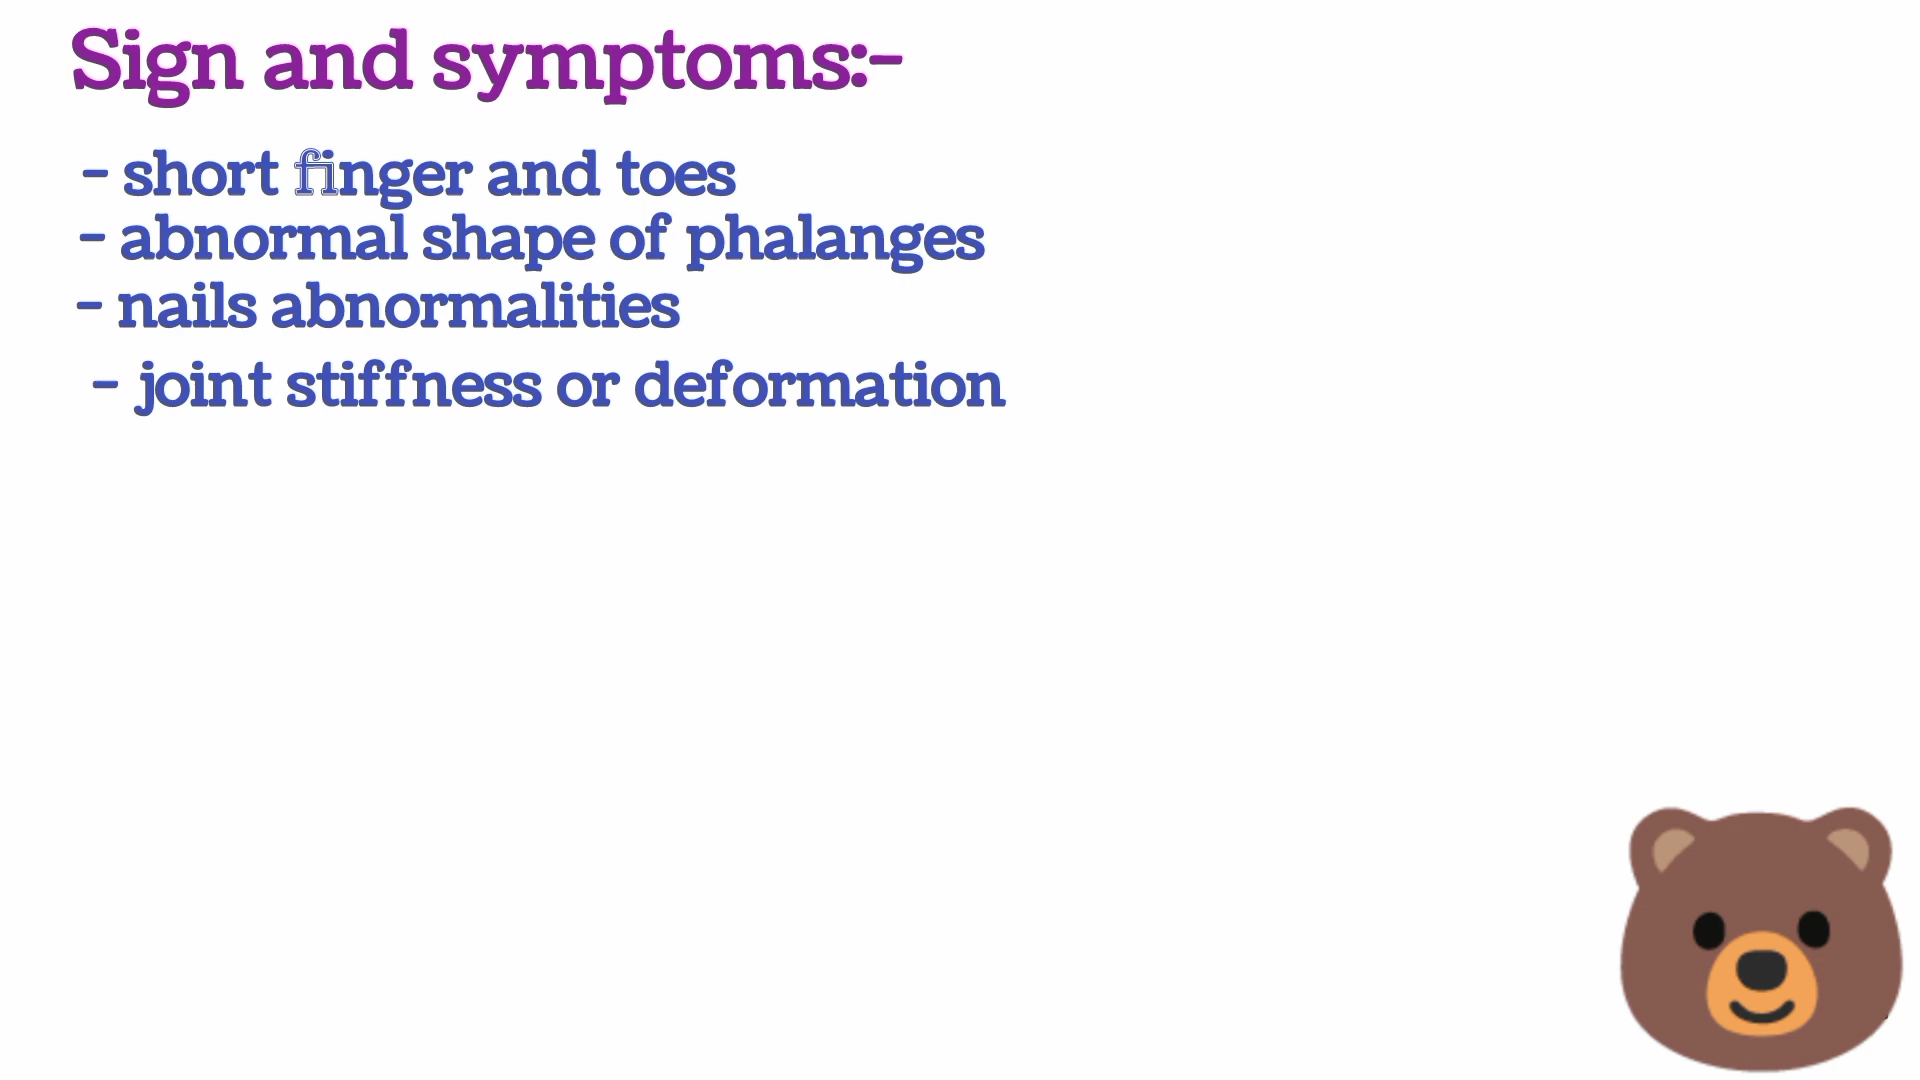 Sign and symptoms:-
- short finger and toes
- abnormal shape of phalanges
- nails abnormalities
- joint stiffness or deformation